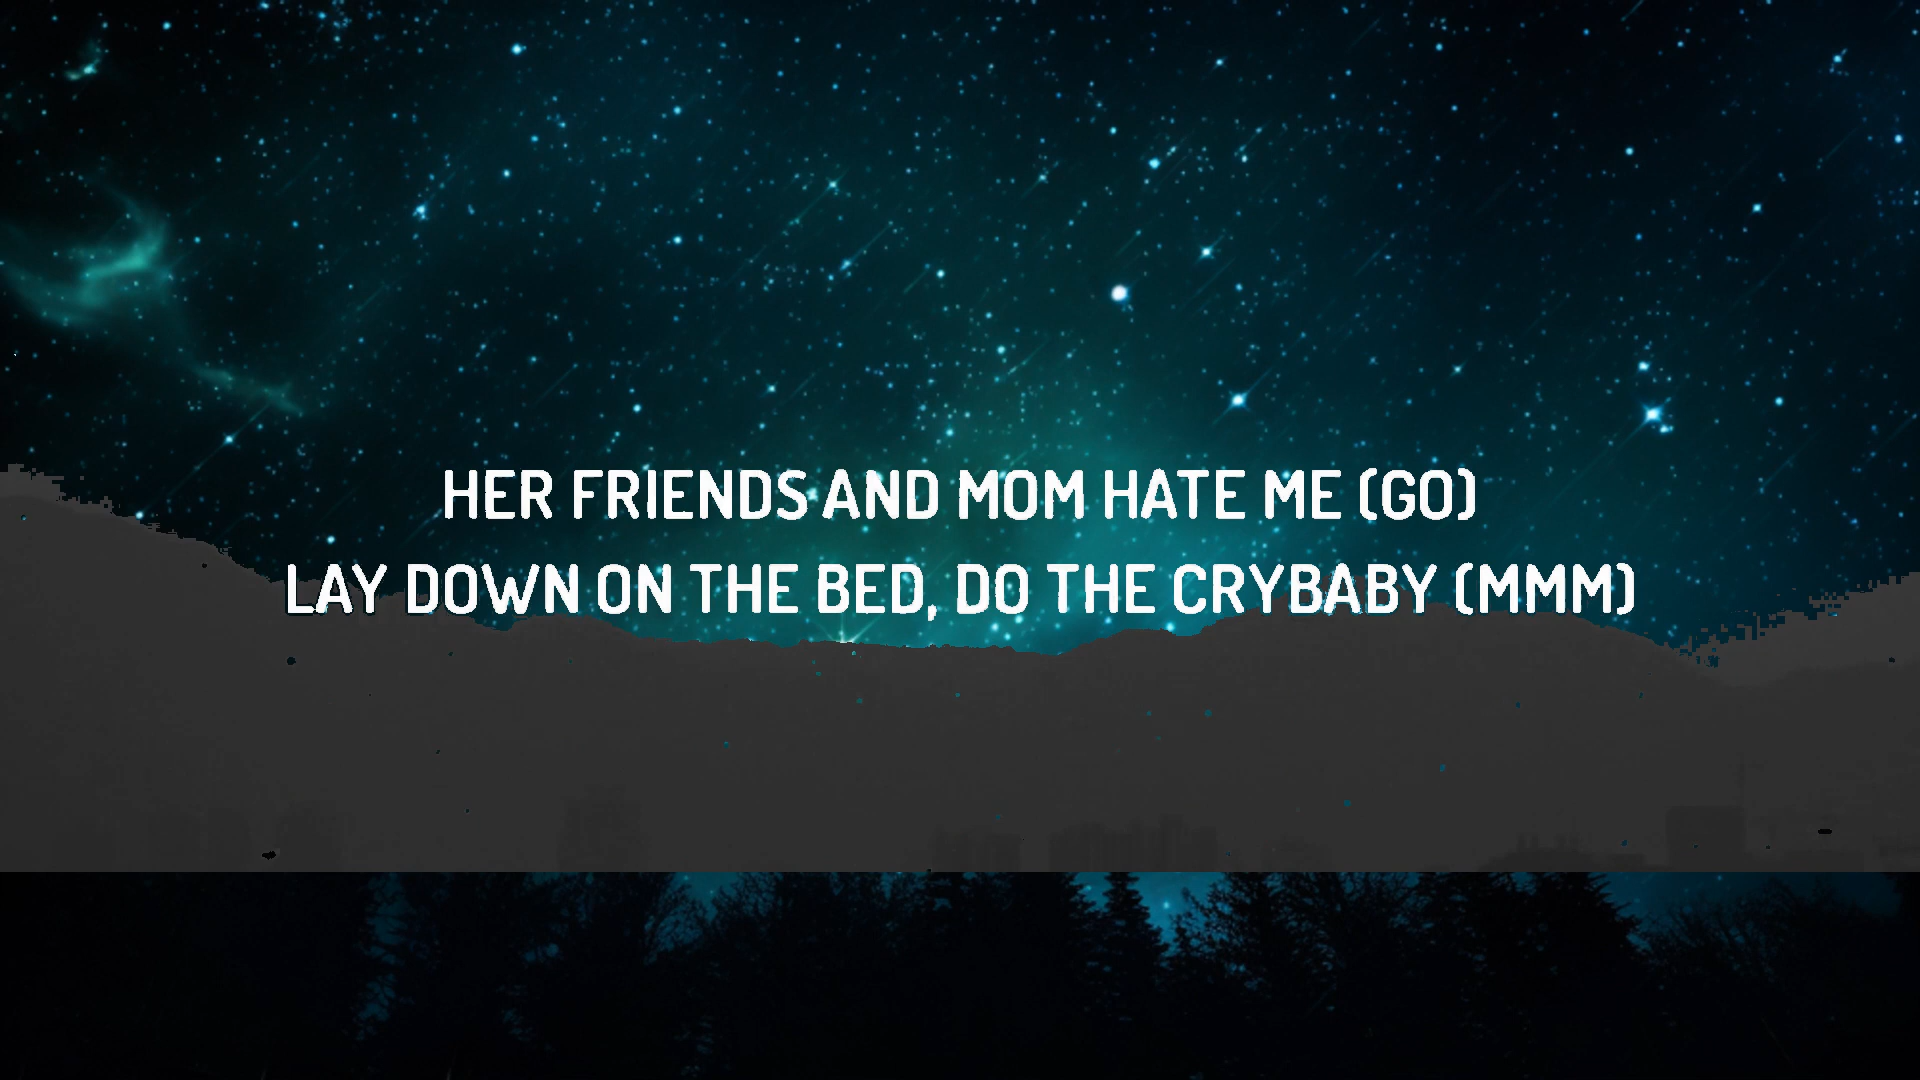 HER FRIENDS AND MOM HATE ME (GO)
LAY DOWN ON THE BED, DO THE CRYBABY (MMM)